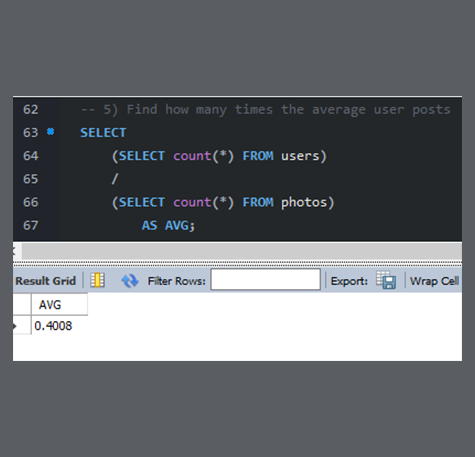 62 -- 5) Find how many times the average user posts
63 SELECT
64 (SELECT count(*) FROM users)
65 /
66 (SELECT count(*) FROM photos)
67 AS AVG;
Result Grid Filter Rows: Export: Wrap Cell
AVG
0.4008